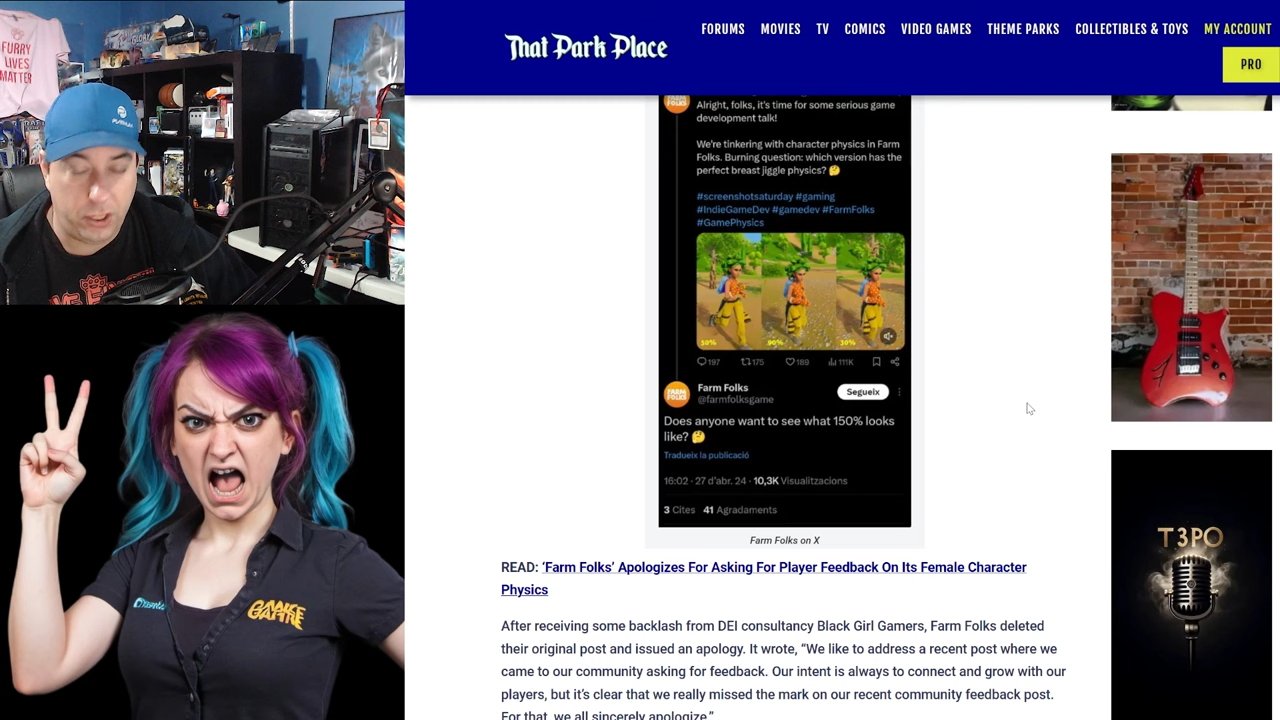 FURRY
LIVES
MATTER
That Park Place
FORUMS MOVIES TV COMICS VIDEO GAMES THEME PARKS COLLECTIBLES & TOYS MY ACCOUNT
PRO
Alright, folks, it's time for some serious game
development talk!
We're tinkering with character physics in Farm
Folks. Burning question: which version has the
perfect breast jiggle physics? 🤔
#screenshotsaturday #gaming
#IndieGameDev #gamedev #FarmFolks
#GamePhysics
197 175 189 111K
FARM
FOLKS
Farm Folks
@farmfolksgame
Segueix
Does anyone want to see what 150% looks
like? 🤔
Tradueix la publicació
16:02 · 27 d'abr. 24 · 10,3K Visualitzacions
3 Cites 41 Agradaments
Farm Folks on X
READ: ‘Farm Folks’ Apologizes For Asking For Player Feedback On Its Female Character
Physics
After receiving some backlash from DEI consultancy Black Girl Gamers, Farm Folks deleted
their original post and issued an apology. It wrote, “We like to address a recent post where we
came to our community asking for feedback. Our intent is always to connect and grow with our
players, but it’s clear that we really missed the mark on our recent community feedback post.
For that, we all sincerely apologize.”
T3PO